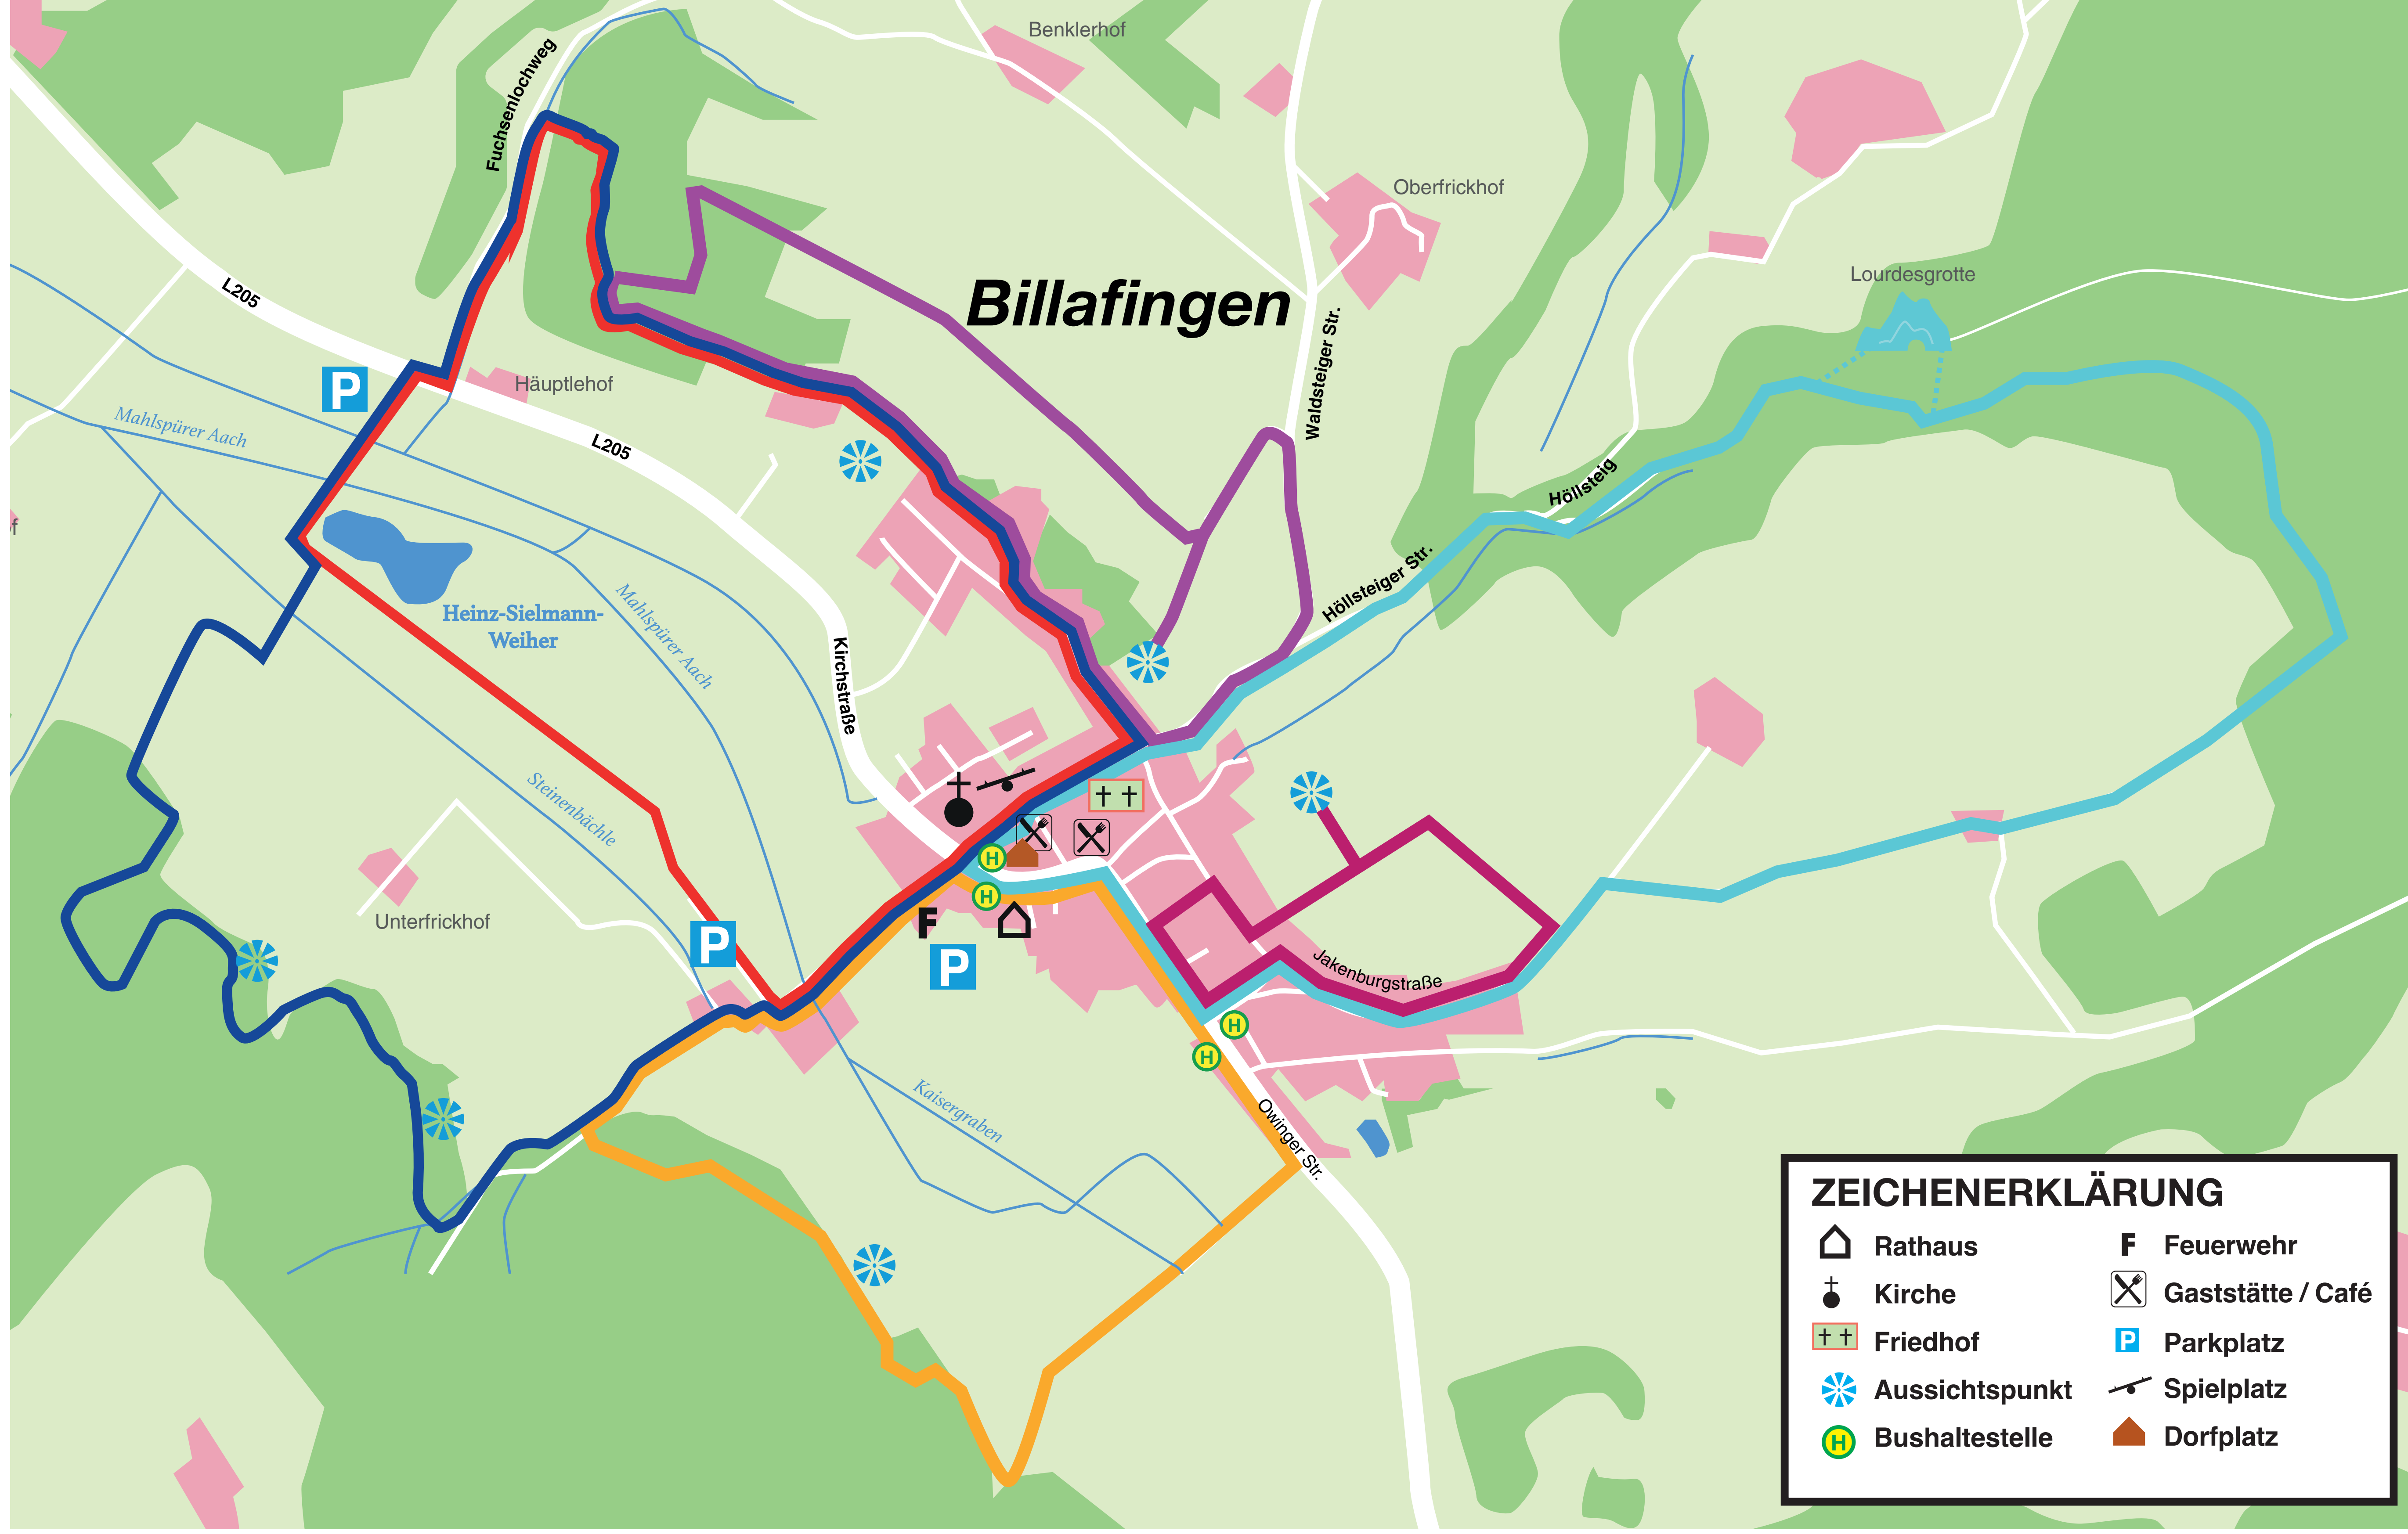 Benklerhof
Fuchsenlochweg
Oberfrickhof
Lourdesgrotte
L205
Billafingen
Waldsteiger Str.
Häuptlehof
P
Mahlspürer Aach
L205
Höllsteig
f
Höllsteiger Str.
Heinz-Sielmann-
Weiher
Mahlspürer Aach
Kirchstraße
Steinenbächle
H
H
F
Unterfrickhof
P
P
Jakenburgstraße
H
H
Kaisergraben
Owinger Str.
ZEICHENERKLÄRUNG
Rathaus
F Feuerwehr
Kirche
Gaststätte / Café
Friedhof
P Parkplatz
Aussichtspunkt
Spielplatz
H Bushaltestelle
Dorfplatz